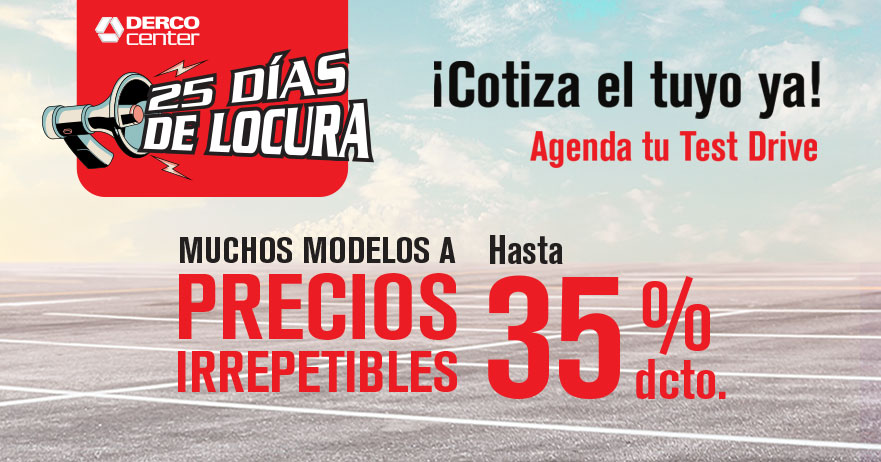 DERCO
center
25 DÍAS
DE LOCURA
¡Cotiza el tuyo ya!
Agenda tu Test Drive
MUCHOS MODELOS A
PRECIOS
IRREPETIBLES
Hasta
35%
dcto.